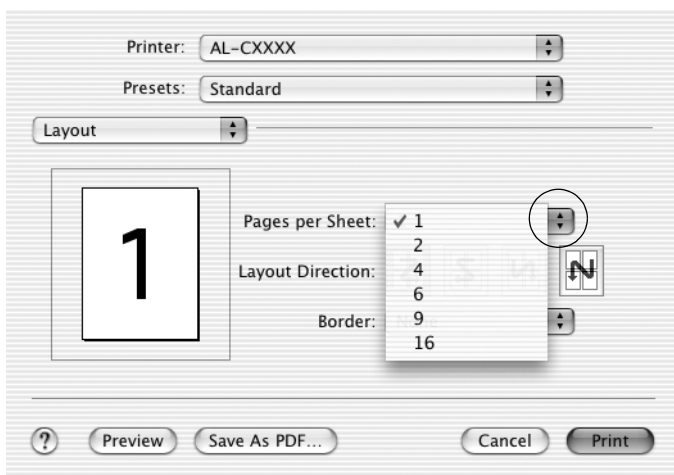 Printer: AL-CXXXX
Presets: Standard
Layout
1
Pages per Sheet: ✓ 1
2
Layout Direction: 4
6
Border: 9
16
? Preview Save As PDF... Cancel Print